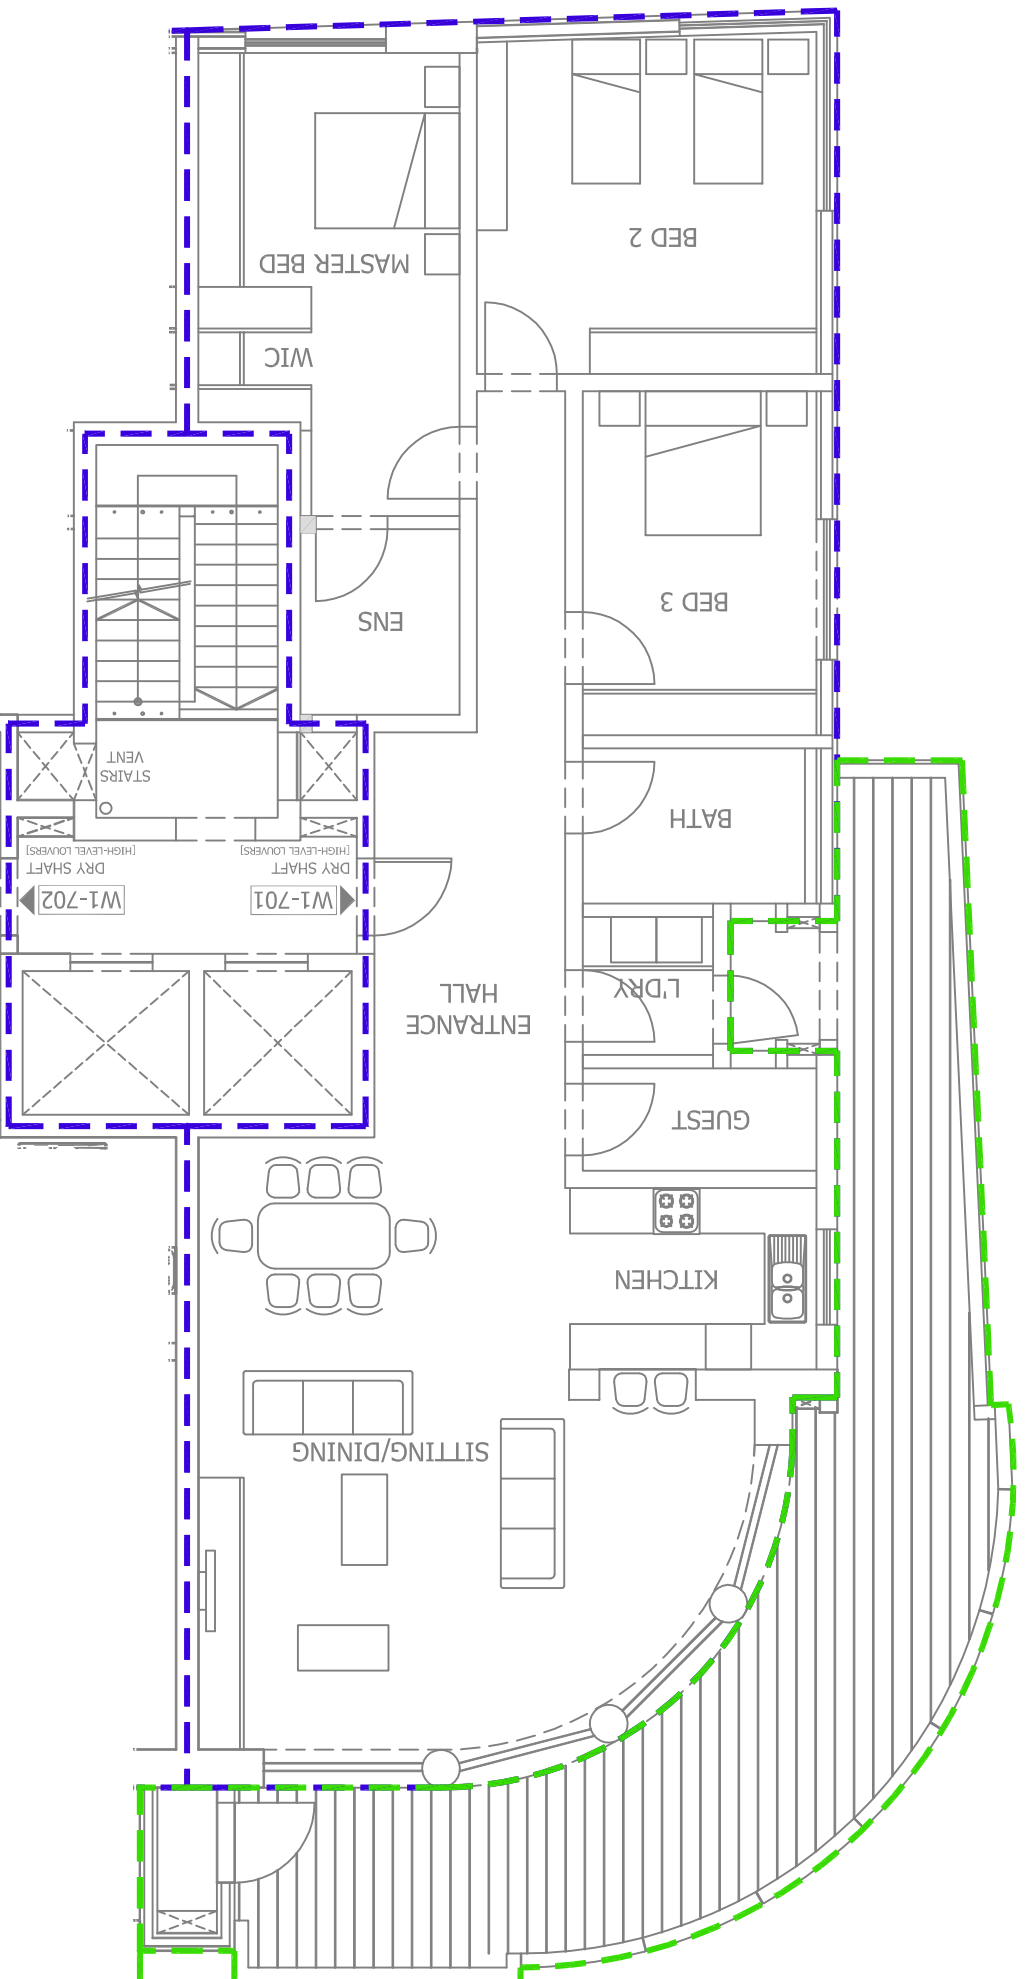 BED 2
MASTER BED
WIC
BED 3
ENS
STAIRS
VENT
BATH
[HIGH-LEVEL LOUVERS]
DRY SHAFT
[HIGH-LEVEL LOUVERS]
DRY SHAFT
W1-702
W1-701
L'DRY
ENTRANCE
HALL
GUEST
KITCHEN
SITTING/DINING